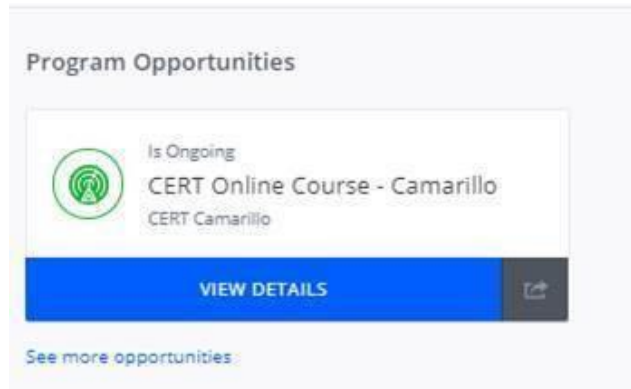 Program Opportunities
Is Ongoing
CERT Online Course - Camarillo
CERT Camarillo
VIEW DETAILS
See more opportunities